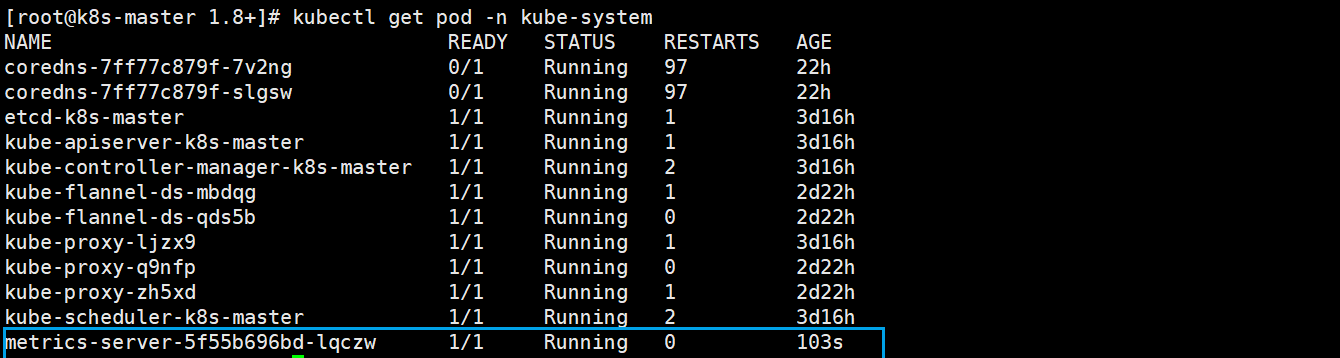 [root@k8s-master 1.8+]# kubectl get pod -n kube-system
NAME READY STATUS RESTARTS AGE
coredns-7ff77c879f-7v2ng 0/1 Running 97 22h
coredns-7ff77c879f-slgsw 0/1 Running 97 22h
etcd-k8s-master 1/1 Running 1 3d16h
kube-apiserver-k8s-master 1/1 Running 1 3d16h
kube-controller-manager-k8s-master 1/1 Running 2 3d16h
kube-flannel-ds-mbdqg 1/1 Running 1 2d22h
kube-flannel-ds-qds5b 1/1 Running 0 2d22h
kube-proxy-ljzx9 1/1 Running 1 3d16h
kube-proxy-q9nfp 1/1 Running 0 2d22h
kube-proxy-zh5xd 1/1 Running 1 2d22h
kube-scheduler-k8s-master 1/1 Running 2 3d16h
metrics-server-5f55b696bd-lqczw 1/1 Running 0 103s